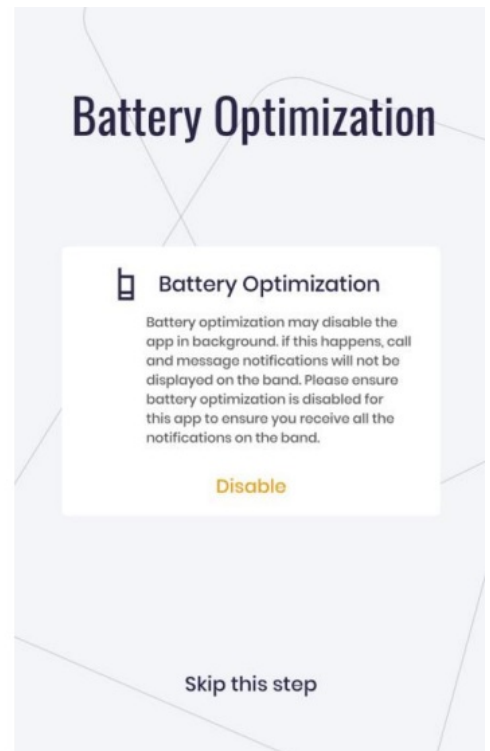 Battery Optimization
Battery Optimization
Battery optimization may disable the
app in background. if this happens, call
and message notifications will not be
displayed on the band. Please ensure
battery optimization is disabled for
this app to ensure you receive all the
notifications on the band.
Disable
Skip this step